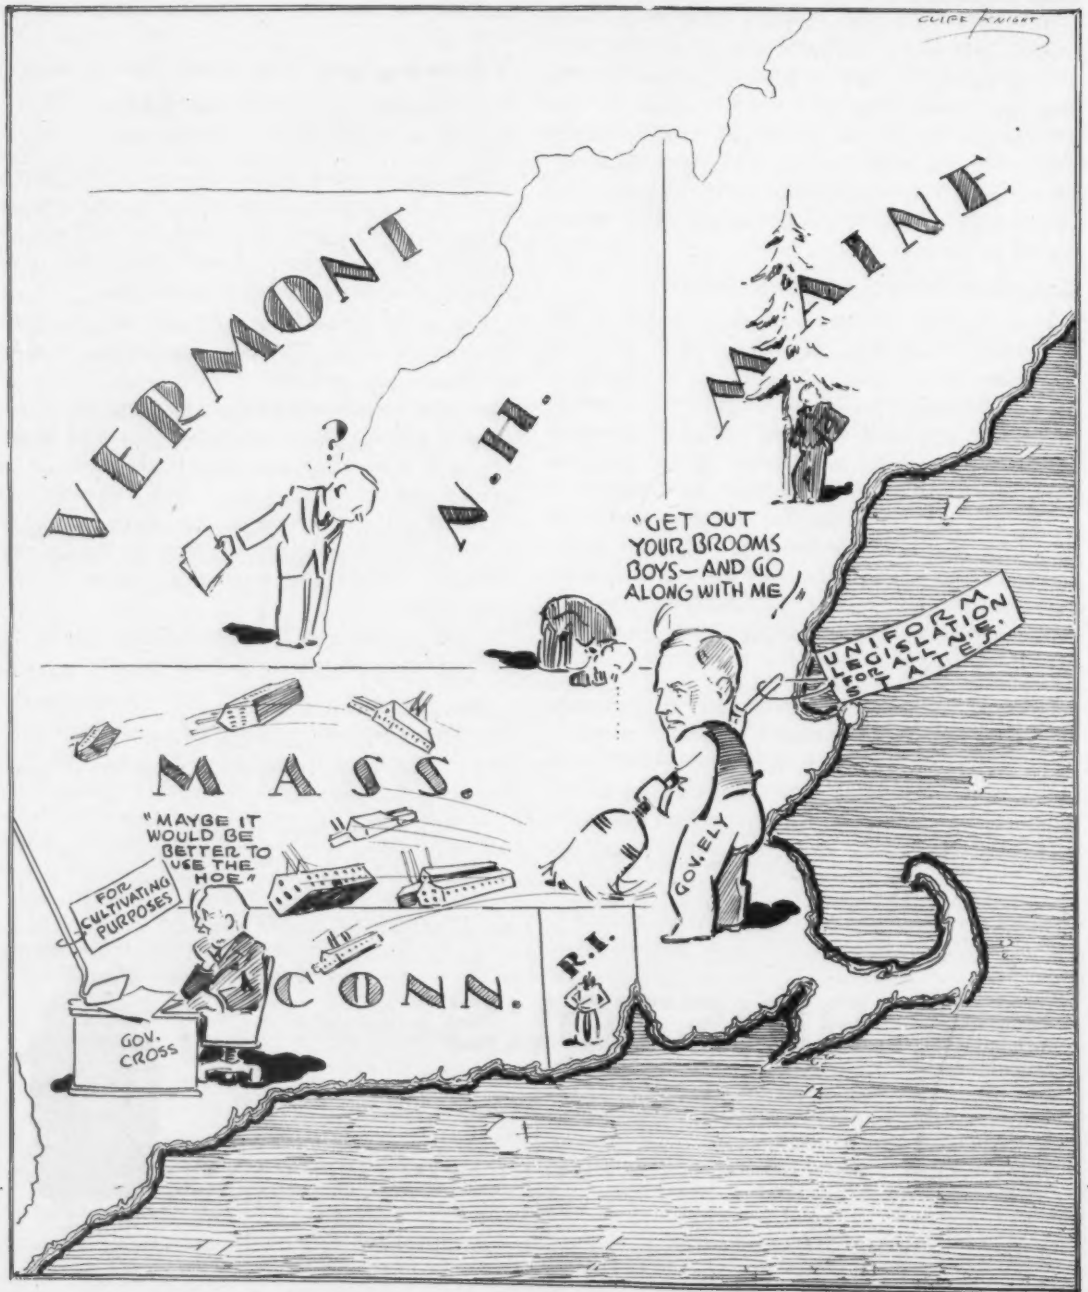 CLIFF KNIGHT
VERMONT
N.H.
MAINE
"GET OUT
YOUR BROOMS
BOYS—AND GO
ALONG WITH ME"
UNIFORM
LEGISLATION
FOR ALL N.E.
STATES.
MASS.
"MAYBE IT
WOULD BE
BETTER TO
USE THE
HOE"
FOR
CULTIVATING
PURPOSES
GOV. ELY
CONN.
R.I.
GOV.
CROSS